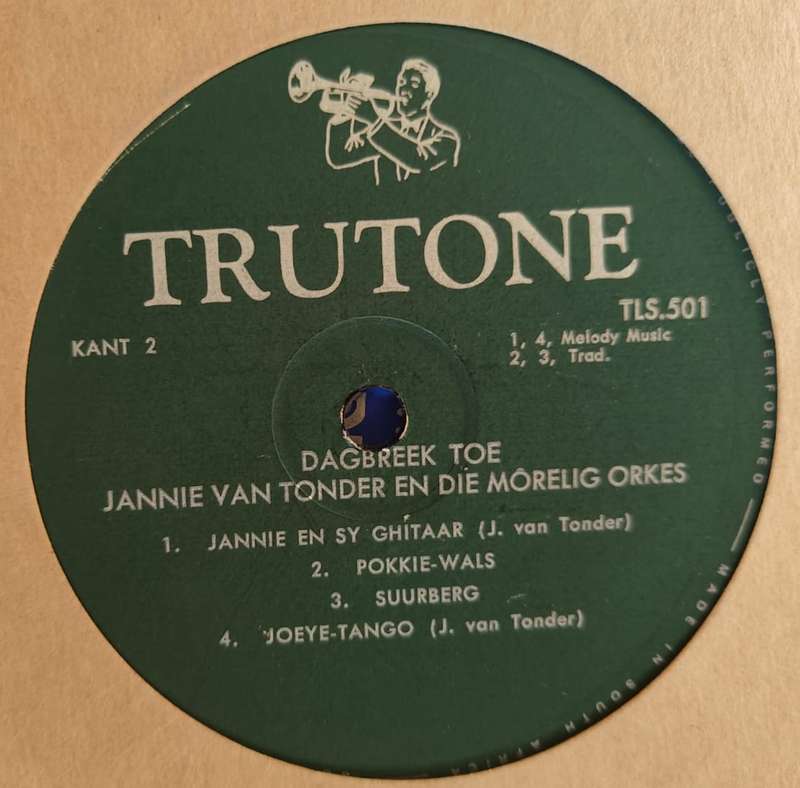 TRUTONE
TLS.501
KANT 2
1, 4, Melody Music
2, 3, Trad.
DAGBREEK TOE
JANNIE VAN TONDER EN DIE MÔRELIG ORKES
1. JANNIE EN SY GHITAAR (J. van Tonder)
2. POKKIE-WALS
3. SUURBERG
4. JOEYE-TANGO (J. van Tonder)
PUBLICLY PERFORMED — MADE IN SOUTH AFRICA